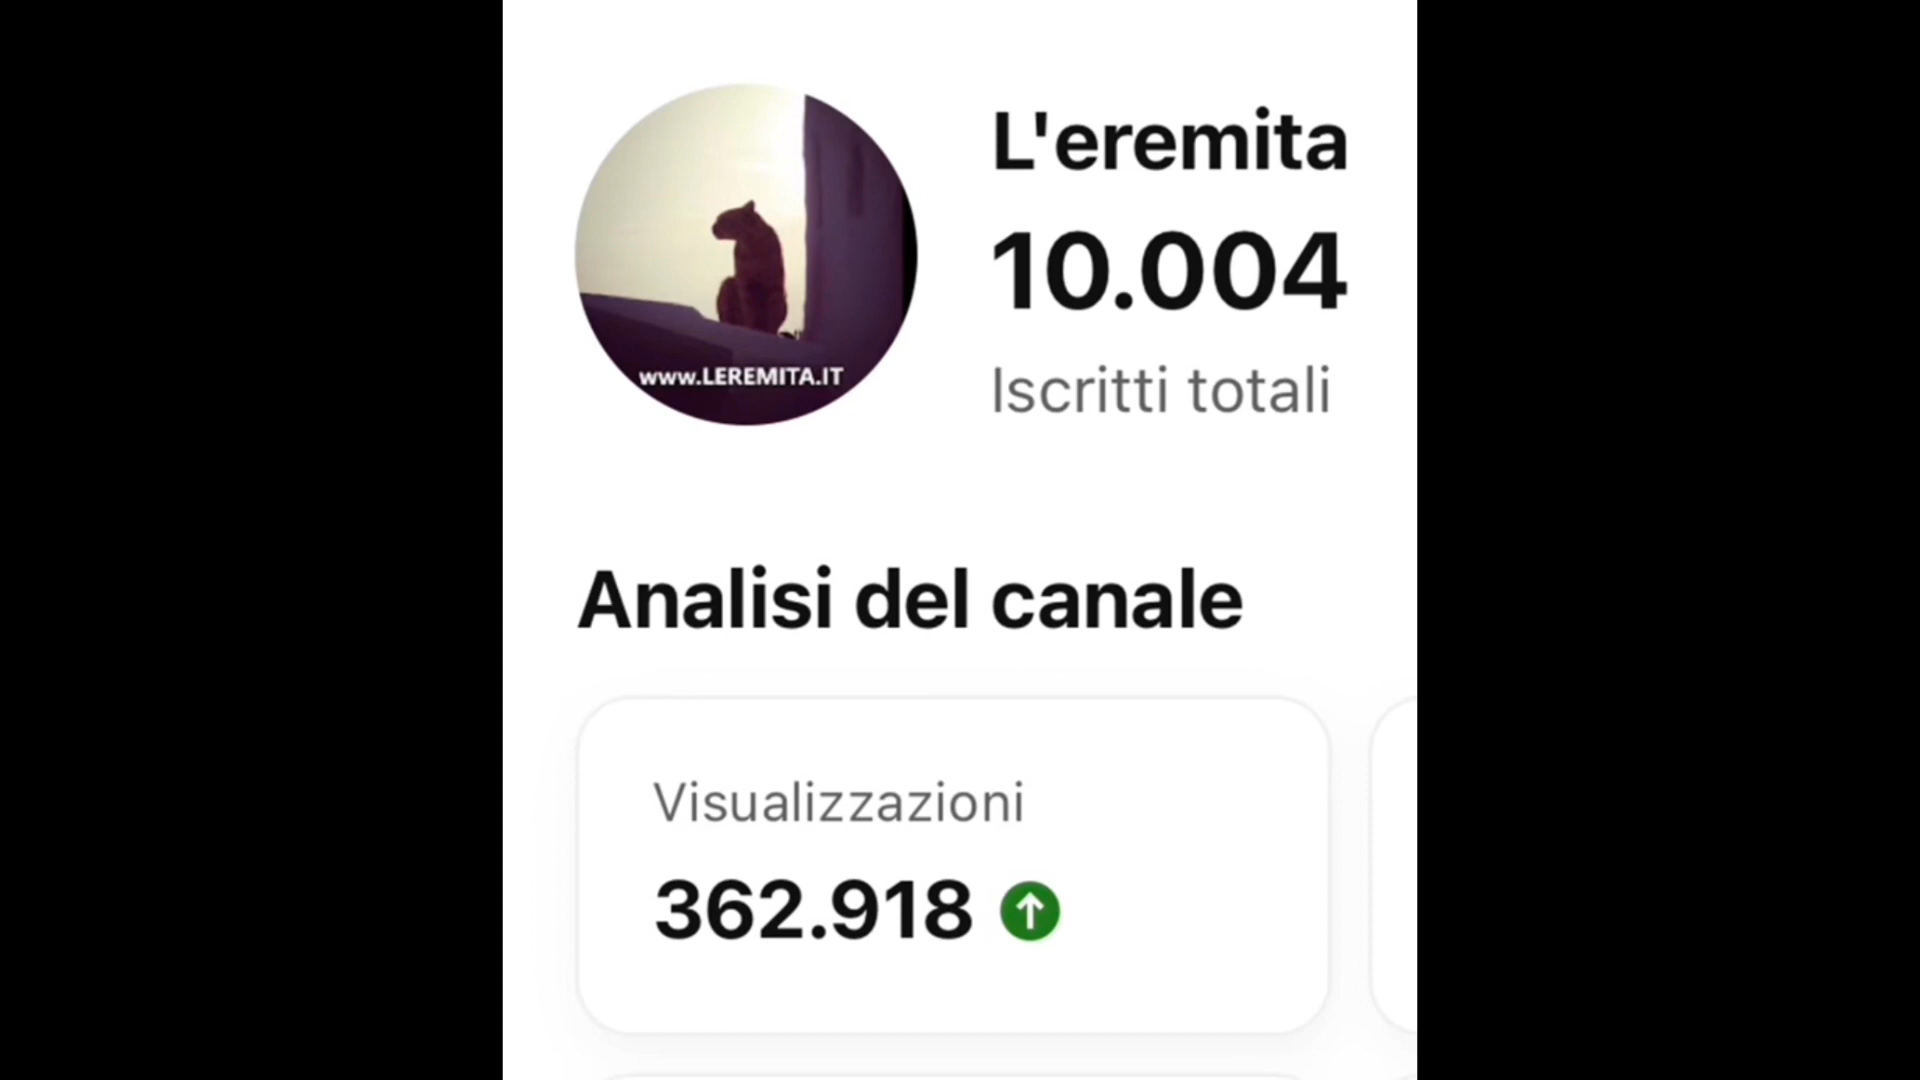 L'eremita
10.004
Iscritti totali
www.LEREMITA.IT
Analisi del canale
Visualizzazioni
362.918